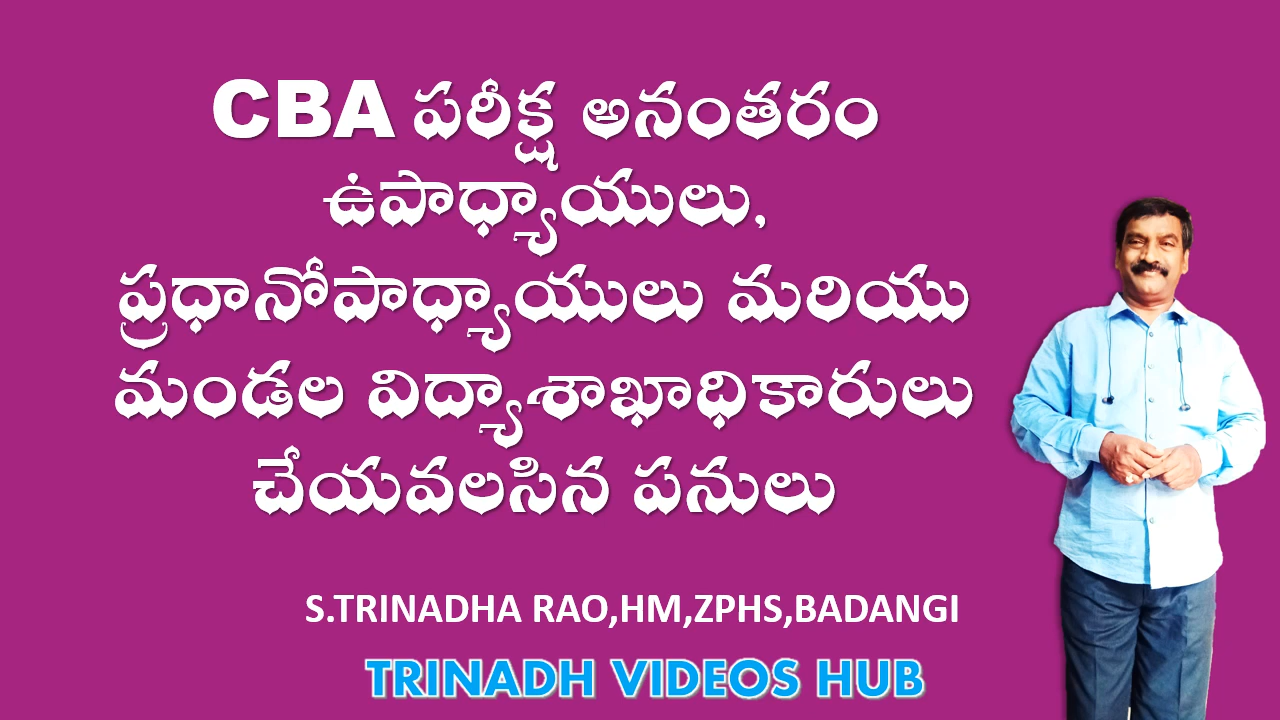 CBA పరీక్ష అనంతరం
ఉపాధ్యాయులు,
ప్రధానోపాధ్యాయులు మరియు
మండల విద్యాశాఖాధికారులు
చేయవలసిన పనులు
S.TRINADHA RAO,HM,ZPHS,BADANGI
TRINADH VIDEOS HUB